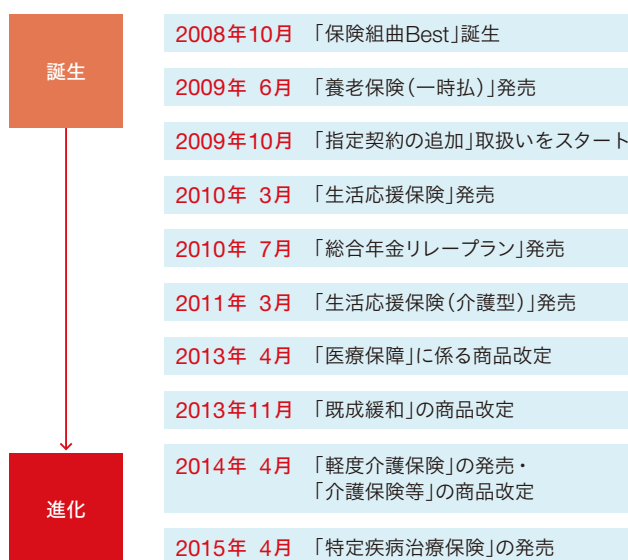 誕生
2008年10月 「保険組曲Best」誕生
2009年 6月 「養老保険(一時払)」発売
2009年10月 「指定契約の追加」取扱いをスタート
2010年 3月 「生活応援保険」発売
2010年 7月 「総合年金リレープラン」発売
2011年 3月 「生活応援保険(介護型)」発売
2013年 4月 「医療保障」に係る商品改定
2013年11月 「既成緩和」の商品改定
2014年 4月 「軽度介護保険」の発売・
「介護保険等」の商品改定
進化
2015年 4月 「特定疾病治療保険」の発売